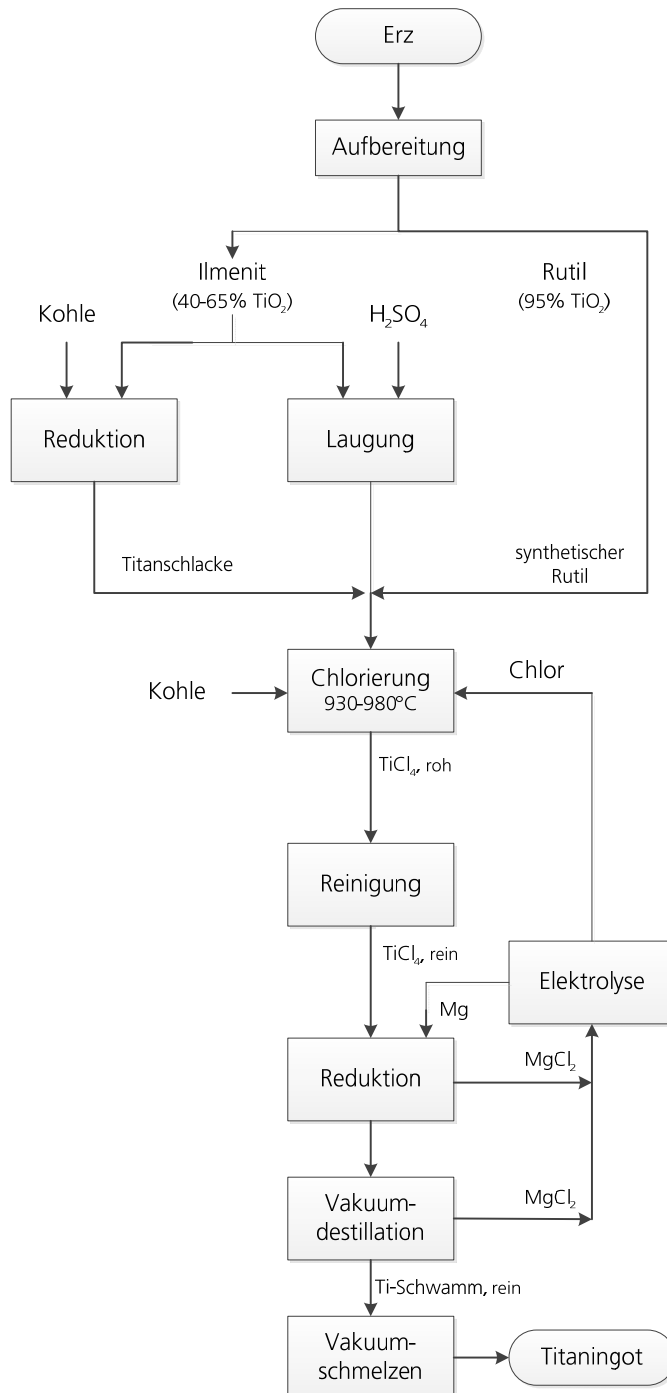 Erz
Aufbereitung
Ilmenit
(40-65% TiO₂)
Rutil
(95% TiO₂)
Kohle
H₂SO₄
Reduktion
Laugung
Titanschlacke
synthetischer
Rutil
Chlorierung
930-980°C
Kohle
Chlor
TiCl₄, roh
Reinigung
TiCl₄, rein
Elektrolyse
Mg
Reduktion
MgCl₂
Vakuum-
destillation
MgCl₂
Ti-Schwamm, rein
Vakuum-
schmelzen
Titaningot